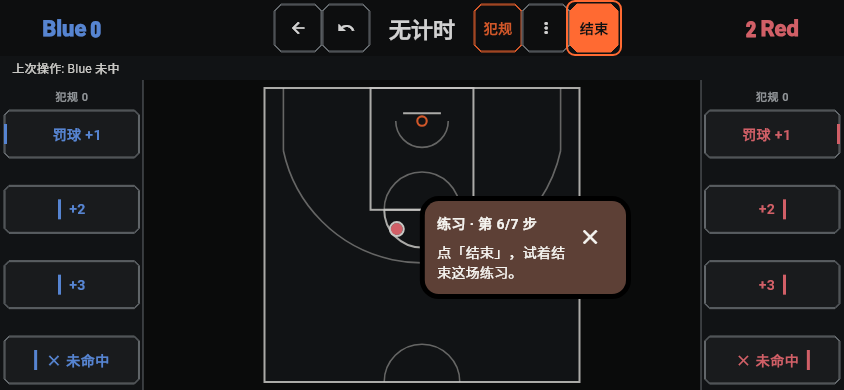 Blue 0
无计时
犯规
结束
2 Red
上次操作: Blue 未中
犯规 0
罚球 +1
+2
+3
× 未命中
练习 · 第 6/7 步
点「结束」，试着结
束这场练习。
犯规 0
罚球 +1
+2
+3
× 未命中